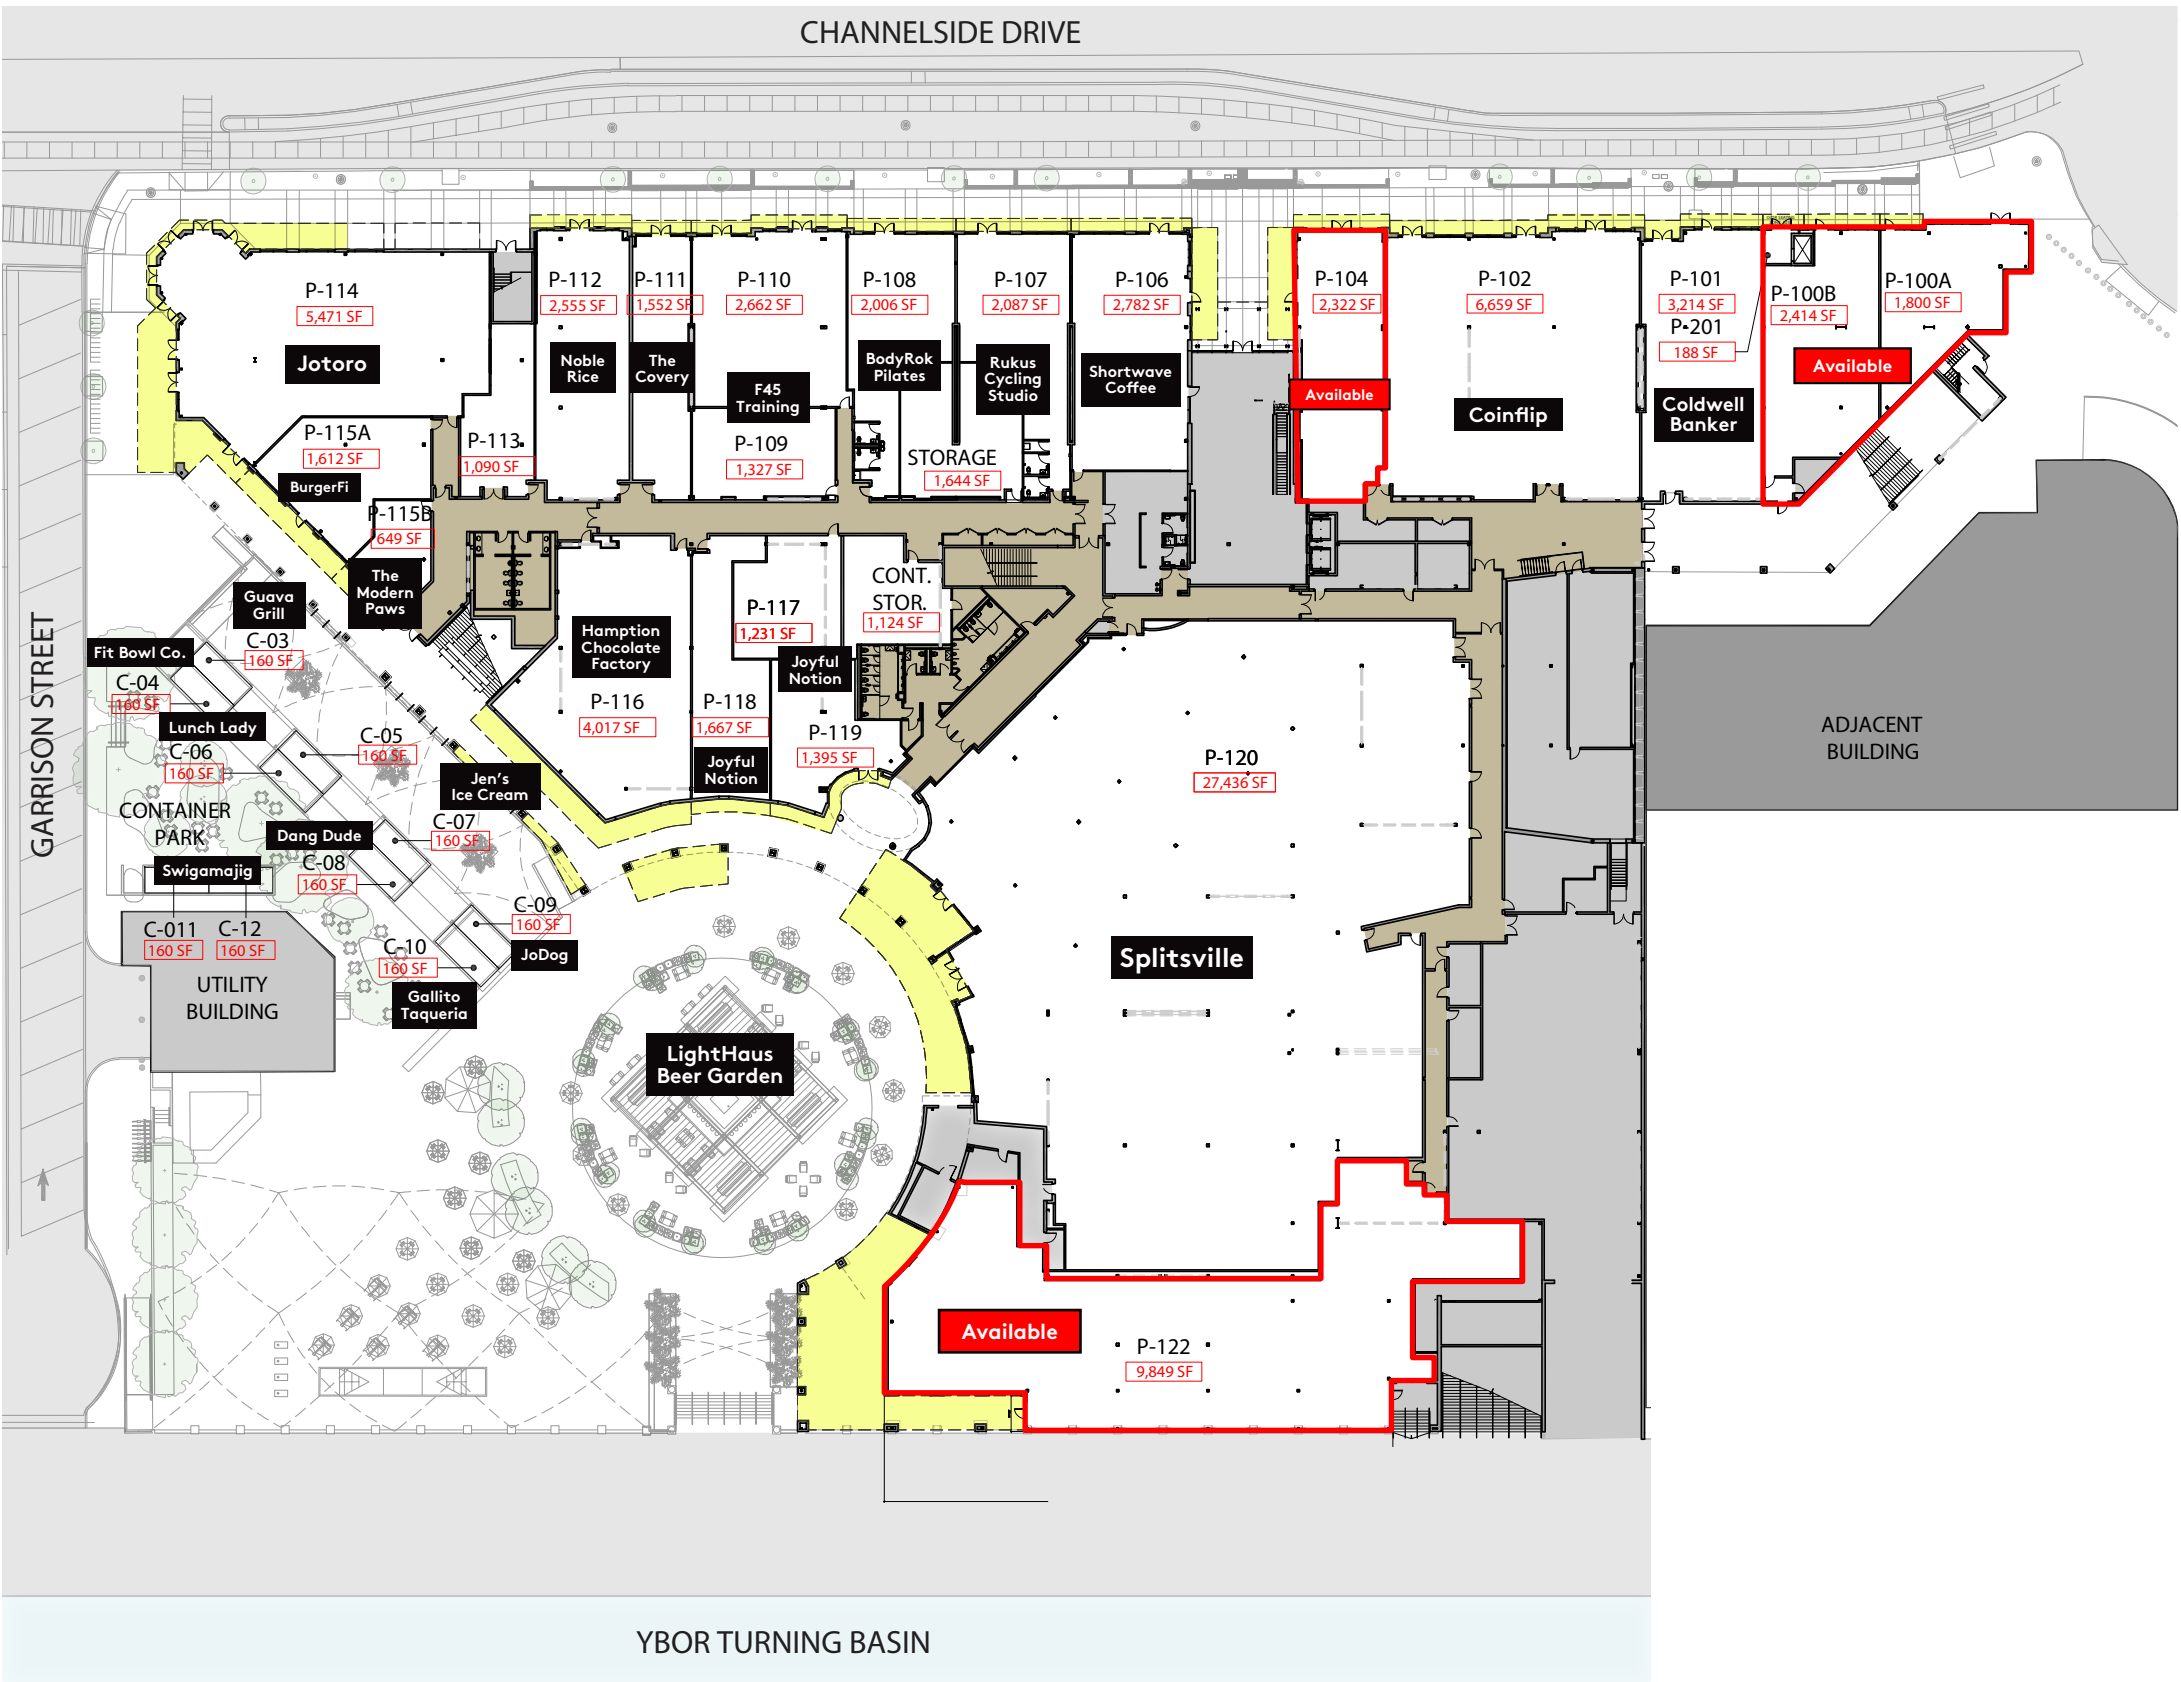 CHANNELSIDE DRIVE
P-114
5,471 SF
Jotoro
P-112
2,555 SF
Noble
Rice
P-111
1,552 SF
The
Covery
P-110
2,662 SF
F45
Training
P-109
1,327 SF
P-108
2,006 SF
BodyRok
Pilates
P-107
2,087 SF
Rukus
Cycling
Studio
STORAGE
1,644 SF
P-106
2,782 SF
Shortwave
Coffee
P-104
2,322 SF
Available
P-102
6,659 SF
Coinflip
P-101
3,214 SF
P-201
188 SF
Coldwell
Banker
P-100B
2,414 SF
P-100A
1,800 SF
Available
P-115A
1,612 SF
BurgerFi
P-113
1,090 SF
P-115B
649 SF
The
Modern
Paws
GARRISON STREET
Guava
Grill
C-03
160 SF
Fit Bowl Co.
C-04
160 SF
Lunch Lady
C-06
160 SF
C-05
160 SF
Jen's
Ice Cream
CONTAINER
PARK
C-07
160 SF
Dang Dude
C-08
160 SF
Swigamajig
C-011
160 SF
C-12
160 SF
C-09
160 SF
JoDog
C-10
160 SF
Gallito
Taqueria
UTILITY
BUILDING
Hamption
Chocolate
Factory
P-116
4,017 SF
P-117
1,231 SF
Joyful
Notion
P-118
1,667 SF
Joyful
Notion
P-119
1,395 SF
CONT.
STOR.
1,124 SF
P-120
27,436 SF
Splitsville
ADJACENT
BUILDING
LightHaus
Beer Garden
Available
P-122
9,849 SF
YBOR TURNING BASIN